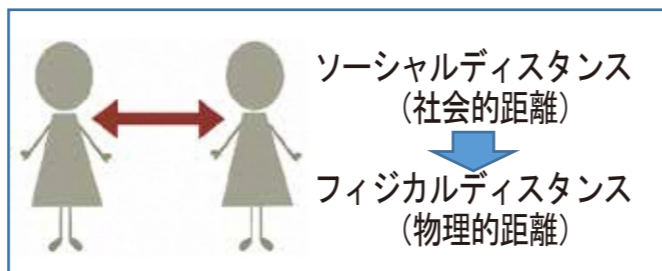 ソーシャルディスタンス
（社会的距離）
フィジカルディスタンス
（物理的距離）